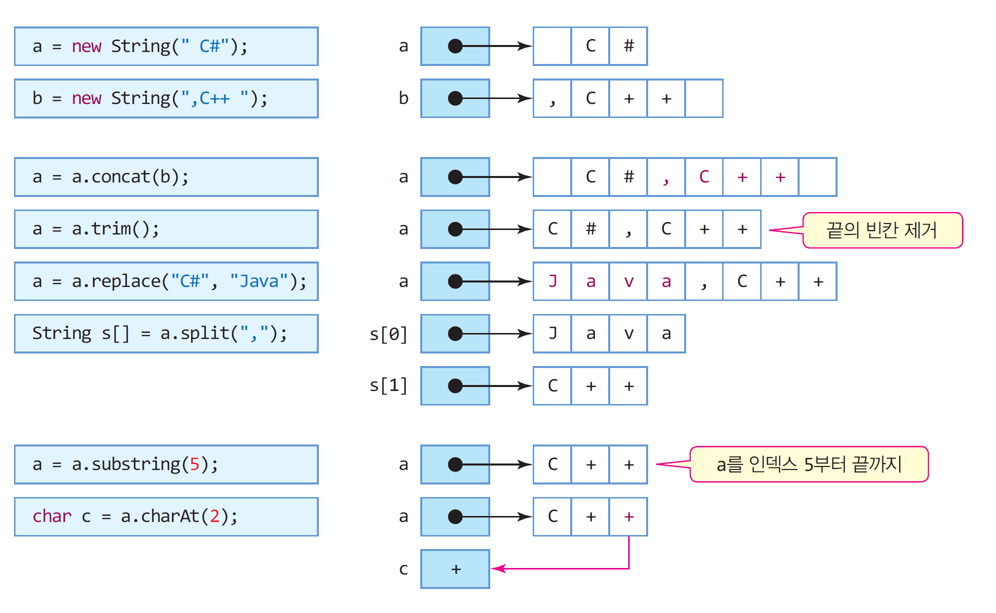 a = new String(" C#"); a C #
b = new String(",C++ "); b , C + +
a = a.concat(b); a C # , C + +
a = a.trim(); a C # , C + + 끝의 빈칸 제거
a = a.replace("C#", "Java"); a J a v a , C + +
String s[] = a.split(","); s[0] J a v a
s[1] C + +
a = a.substring(5); a C + + a를 인덱스 5부터 끝까지
char c = a.charAt(2); a C + +
c +